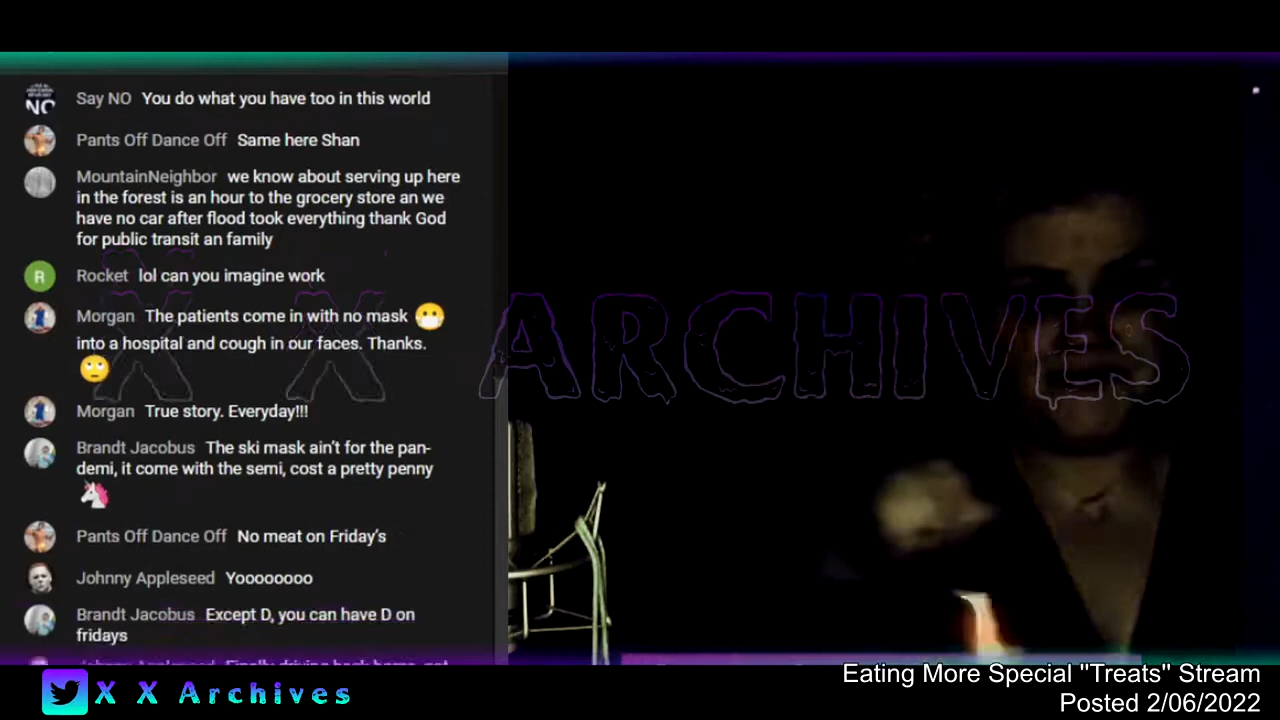 Say NO You do what you have too in this world
Pants Off Dance Off Same here Shan
MountainNeighbor we know about serving up here
in the forest is an hour to the grocery store an we
have no car after flood took everything thank God
for public transit an family
R Rocket lol can you imagine work
Morgan The patients come in with no mask 😷
into a hospital and cough in our faces. Thanks.
🙄
X X ARCHIVES
Morgan True story. Everyday!!!
Brandt Jacobus The ski mask ain't for the pan-
demi, it come with the semi, cost a pretty penny
🦄
Pants Off Dance Off No meat on Friday's
Johnny Appleseed Yoooooooo
Brandt Jacobus Except D, you can have D on
fridays
X X Archives
Eating More Special "Treats" Stream
Posted 2/06/2022